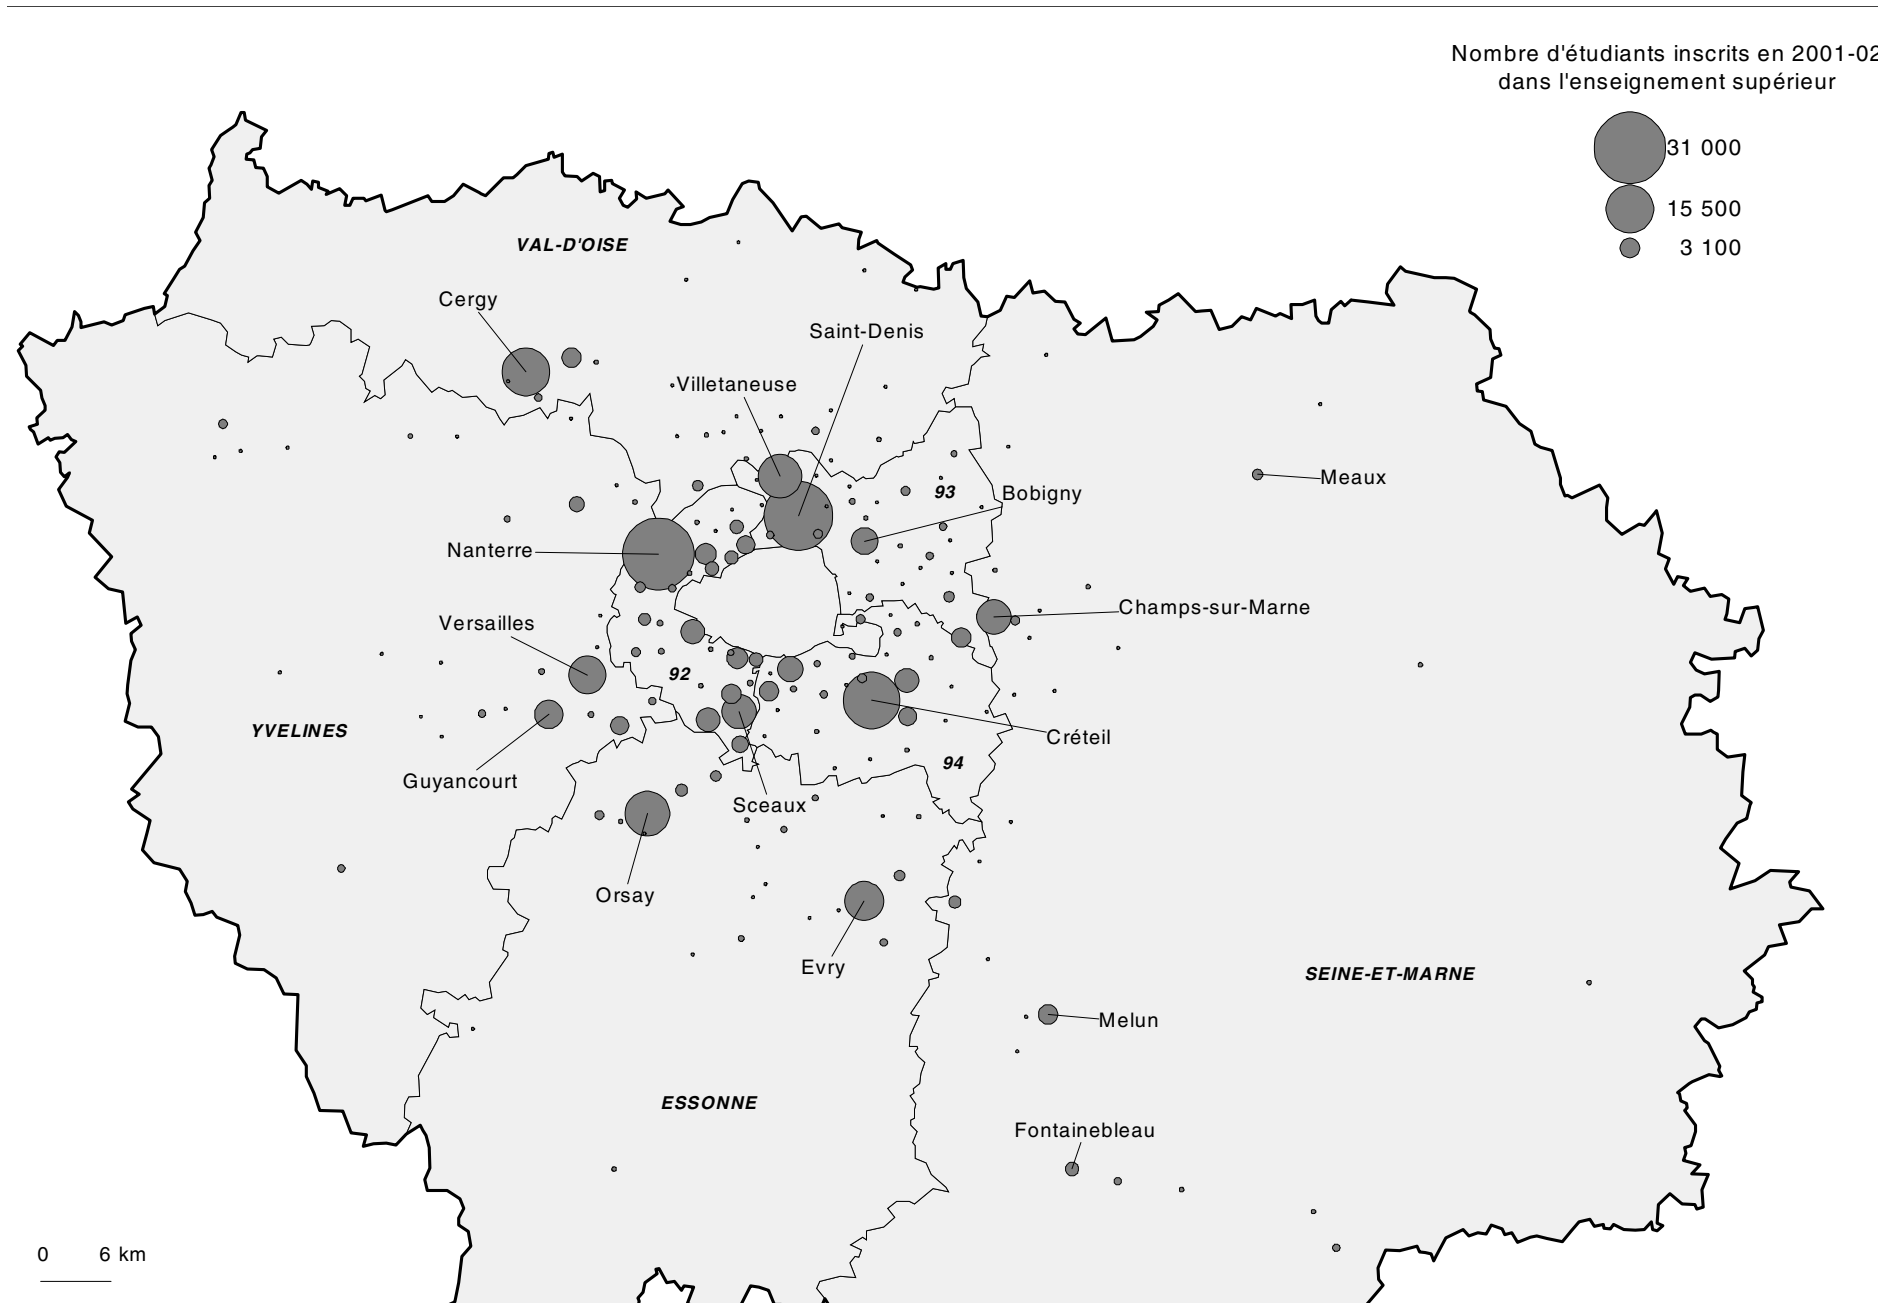 Nombre d'étudiants inscrits en 2001-02
dans l'enseignement supérieur
31 000
15 500
3 100
VAL-D'OISE
Cergy
Saint-Denis
Villetaneuse
Meaux
93
Bobigny
Nanterre
Champs-sur-Marne
Versailles
92
YVELINES
Créteil
94
Guyancourt
Sceaux
Orsay
Evry
SEINE-ET-MARNE
Melun
ESSONNE
Fontainebleau
0 6 km